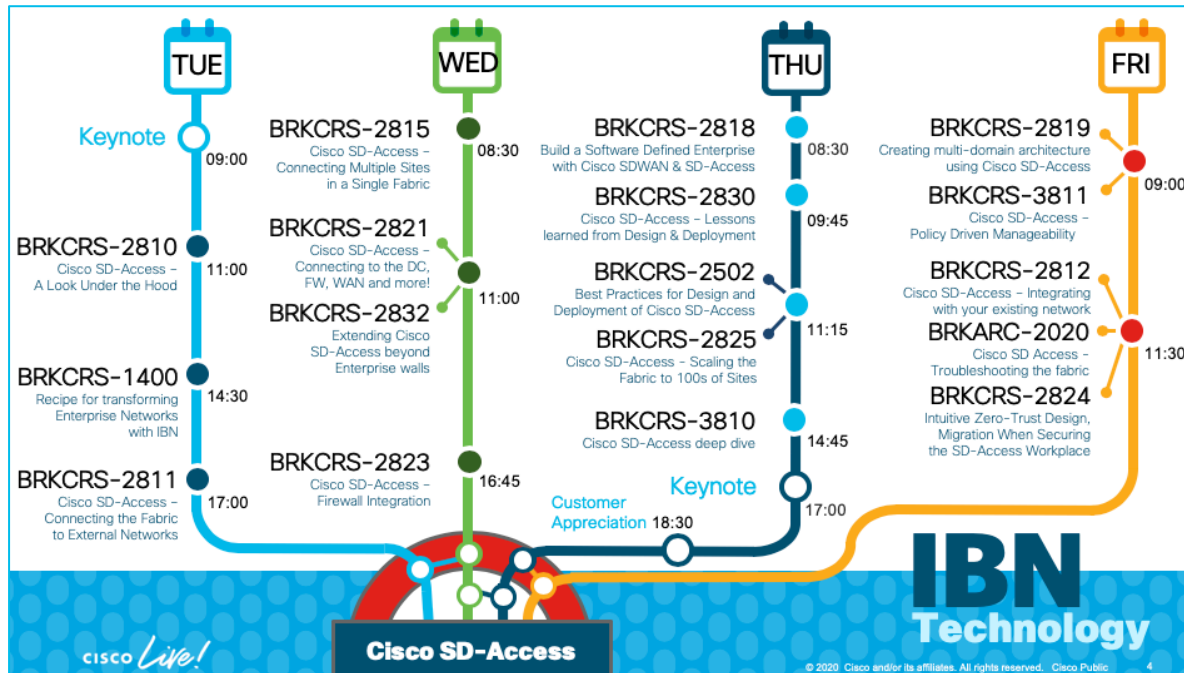 TUE
Keynote
09:00
BRKCRS-2810
Cisco SD-Access –
A Look Under the Hood
11:00
BRKCRS-1400
Recipe for transforming
Enterprise Networks
with IBN
14:30
BRKCRS-2811
Cisco SD-Access –
Connecting the Fabric
to External Networks
17:00
WED
BRKCRS-2815
Cisco SD-Access –
Connecting Multiple Sites
in a Single Fabric
08:30
BRKCRS-2821
Cisco SD-Access –
Connecting to the DC,
FW, WAN and more!
11:00
BRKCRS-2832
Extending Cisco
SD-Access beyond
Enterprise walls
BRKCRS-2823
Cisco SD-Access –
Firewall Integration
16:45
THU
BRKCRS-2818
Build a Software Defined Enterprise
with Cisco SDWAN & SD-Access
08:30
BRKCRS-2830
Cisco SD-Access – Lessons
learned from Design & Deployment
09:45
BRKCRS-2502
Best Practices for Design and
Deployment of Cisco SD-Access
11:15
BRKCRS-2825
Cisco SD-Access – Scaling the
Fabric to 100s of Sites
BRKCRS-3810
Cisco SD-Access deep dive
14:45
Keynote
17:00
Customer
Appreciation 18:30
FRI
BRKCRS-2819
Creating multi-domain architecture
using Cisco SD-Access
09:00
BRKCRS-3811
Cisco SD-Access –
Policy Driven Manageability
BRKCRS-2812
Cisco SD-Access – Integrating
with your existing network
BRKARC-2020
Cisco SD Access –
Troubleshooting the fabric
11:30
BRKCRS-2824
Intuitive Zero-Trust Design,
Migration When Securing
the SD-Access Workplace
IBN
Technology
CISCO Live!
Cisco SD-Access
© 2020 Cisco and/or its affiliates. All rights reserved. Cisco Public 4